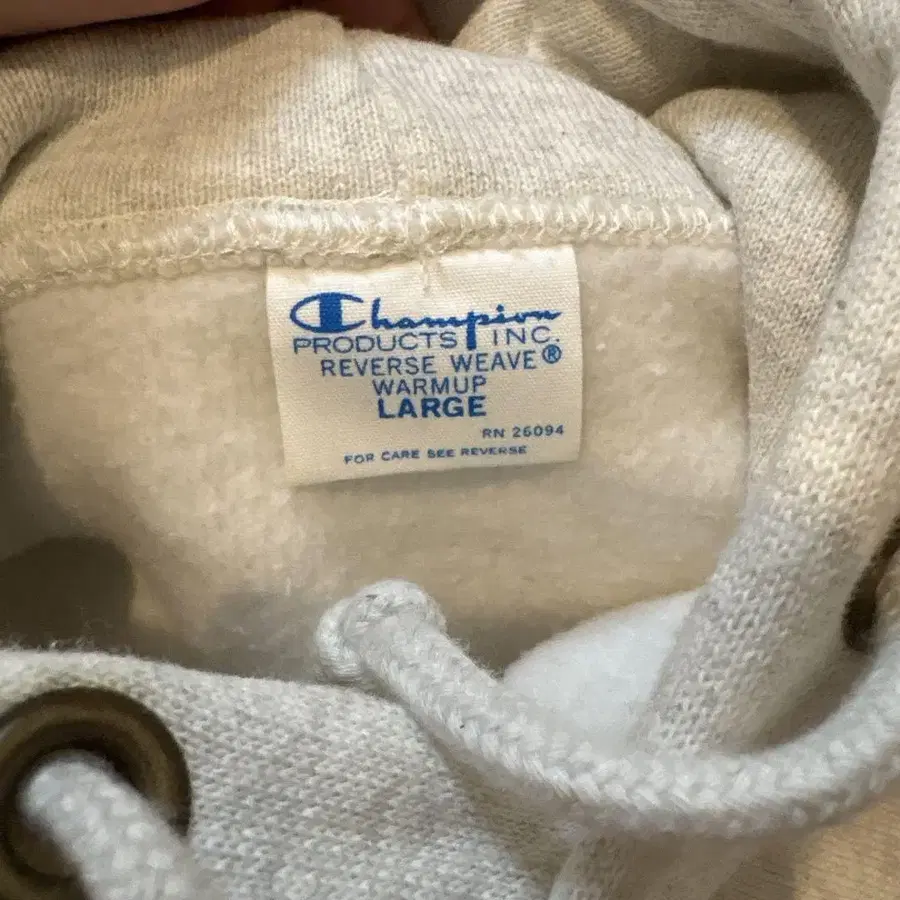 Champion
PRODUCTS INC.
REVERSE WEAVE®
WARMUP
LARGE
RN 26094
FOR CARE SEE REVERSE